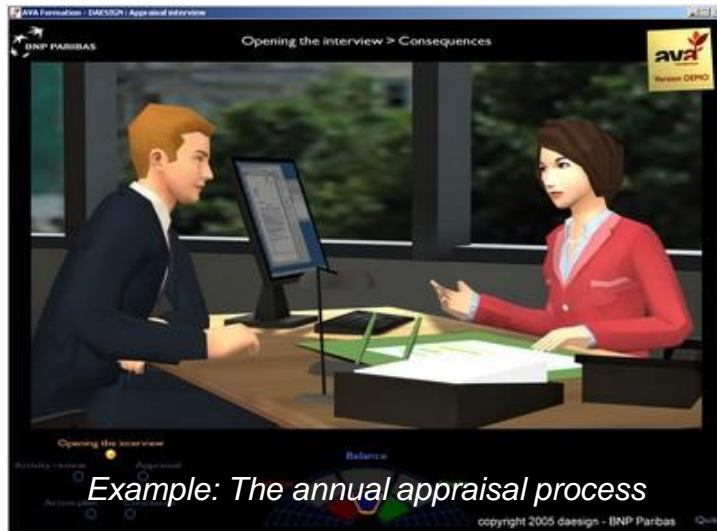 AVA Formation - DAESIGN : Appraisal interview
BNP PARIBAS
Opening the interview > Consequences
ava
Version DEMO
Opening the interview
Activity review
Appraisal
Balance
Example: The annual appraisal process
copyright 2005 daesign - BNP Paribas